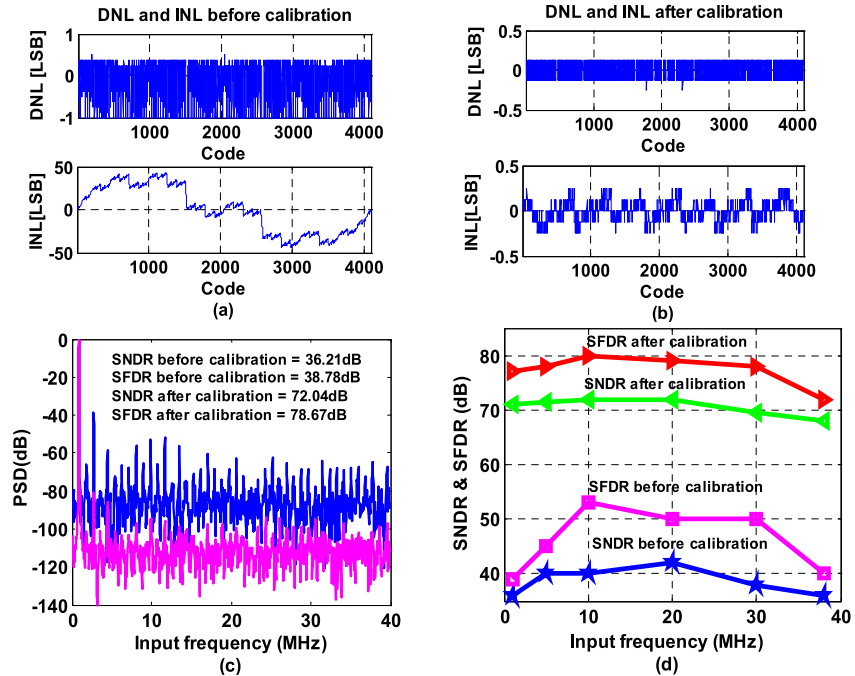 DNL and INL before calibration
1
0
-1
DNL [LSB]
1000 2000 3000 4000
Code
50
0
-50
INL[LSB]
1000 2000 3000 4000
Code
(a)
DNL and INL after calibration
0.5
0
-0.5
DNL [LSB]
1000 2000 3000 4000
Code
0.5
0
-0.5
INL[LSB]
1000 2000 3000 4000
Code
(b)
0
-20
-40
-60
-80
-100
-120
-140
PSD(dB)
SNDR before calibration = 36.21dB
SFDR before calibration = 38.78dB
SNDR after calibration = 72.04dB
SFDR after calibration = 78.67dB
0 10 20 30 40
Input frequency (MHz)
(c)
80
70
60
50
40
SNDR & SFDR (dB)
SFDR after calibration
SNDR after calibration
SFDR before calibration
SNDR before calibration
0 10 20 30 40
Input frequency (MHz)
(d)